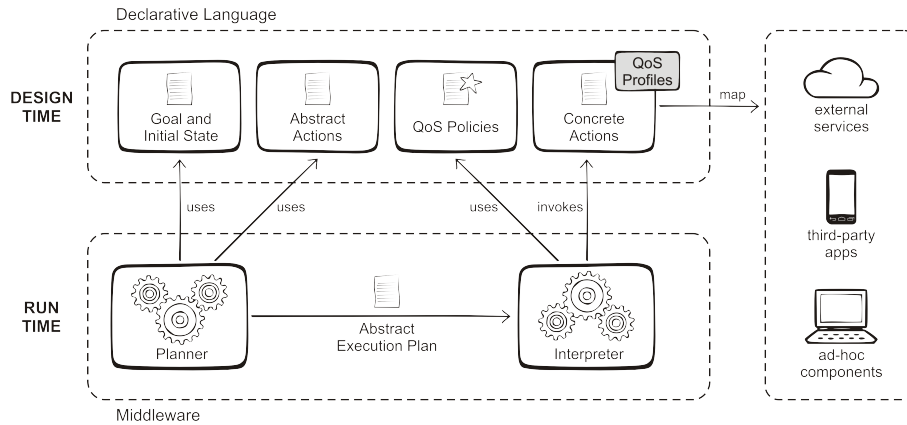 Declarative Language
DESIGN
TIME
Goal and
Initial State
Abstract
Actions
QoS Policies
QoS
Profiles
Concrete
Actions
map
external
services
third-party
apps
ad-hoc
components
uses
uses
uses
invokes
RUN
TIME
Planner
Abstract
Execution Plan
Interpreter
Middleware